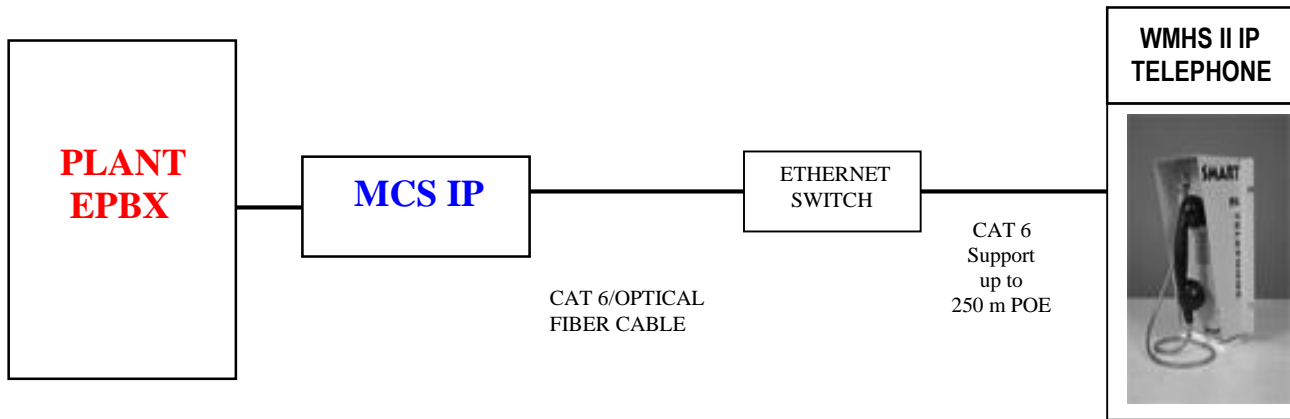 PLANT
EPBX
MCS IP
CAT 6/OPTICAL
FIBER CABLE
ETHERNET
SWITCH
CAT 6
Support
up to
250 m POE
WMHS II IP
TELEPHONE
SMART